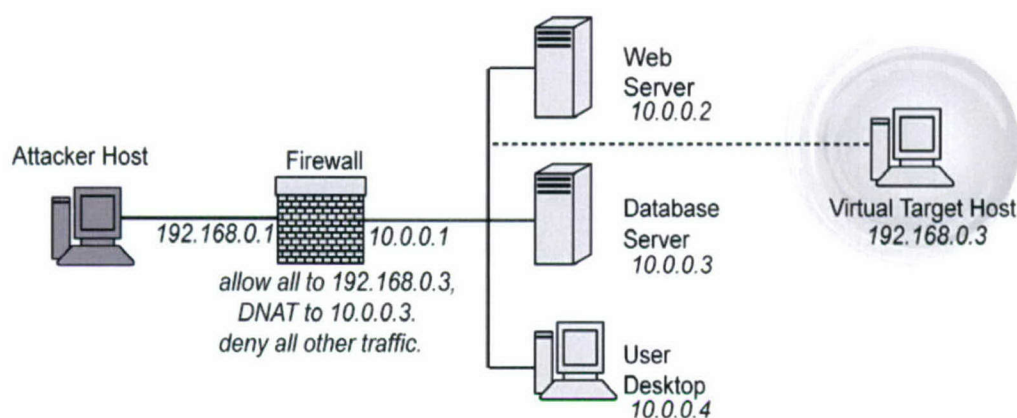 Web
Server
10.0.0.2
Attacker Host
Firewall
192.168.0.1
10.0.0.1
allow all to 192.168.0.3,
DNAT to 10.0.0.3.
deny all other traffic.
Database
Server
10.0.0.3
Virtual Target Host
192.168.0.3
User
Desktop
10.0.0.4